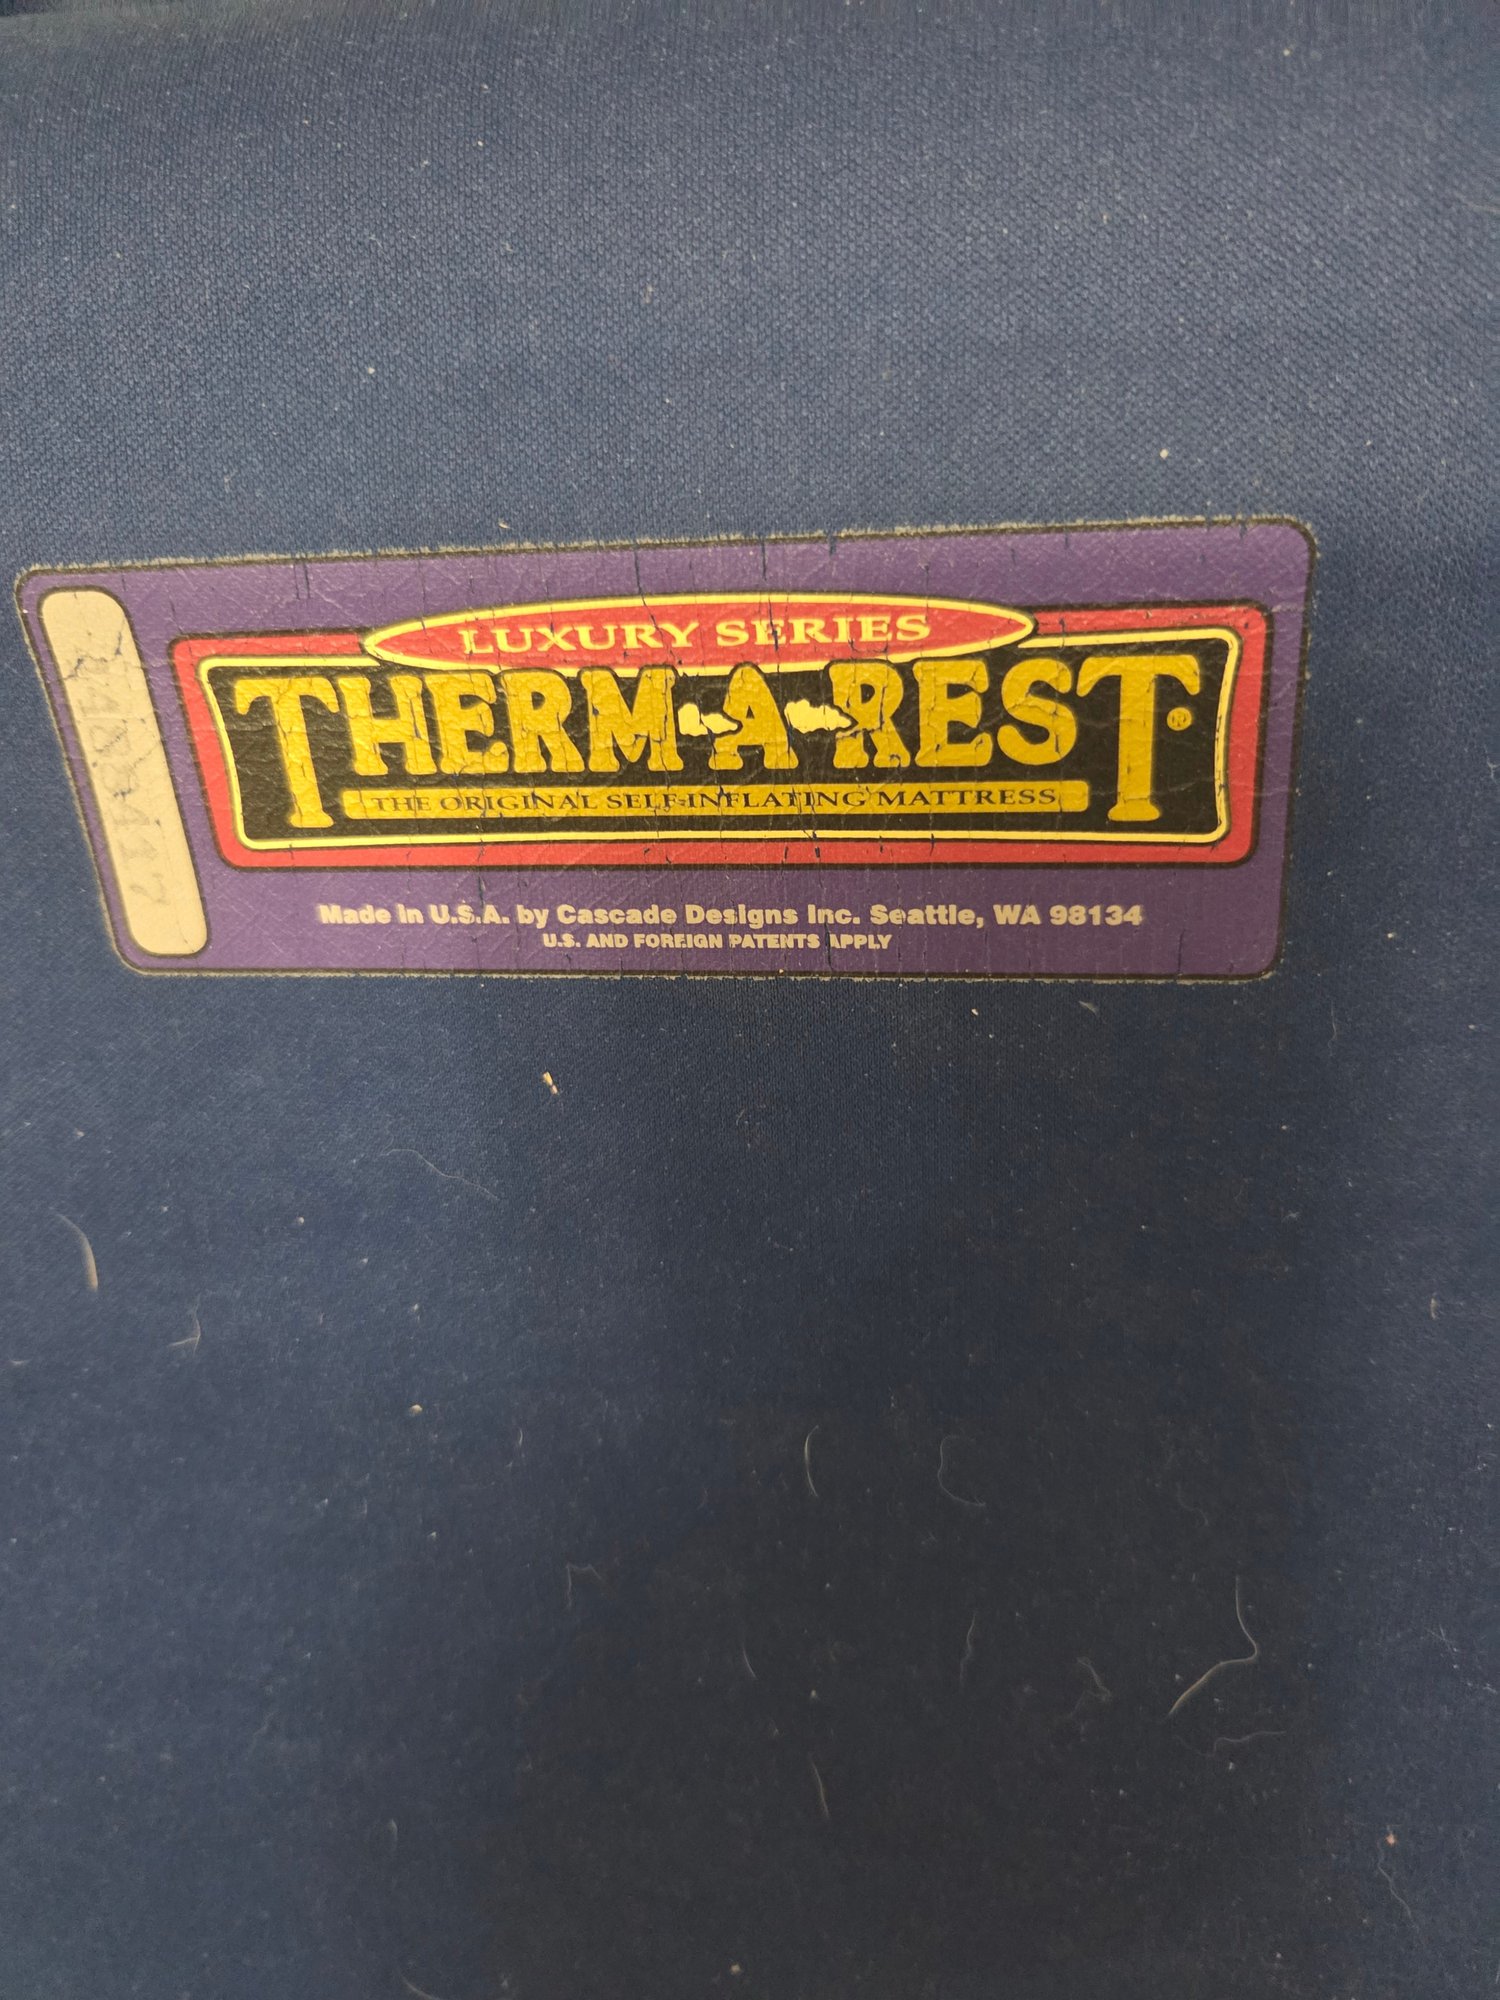 LUXURY SERIES
THERM-A-REST®
THE ORIGINAL SELF-INFLATING MATTRESS
Made in U.S.A. by Cascade Designs Inc. Seattle, WA 98134
U.S. AND FOREIGN PATENTS APPLY